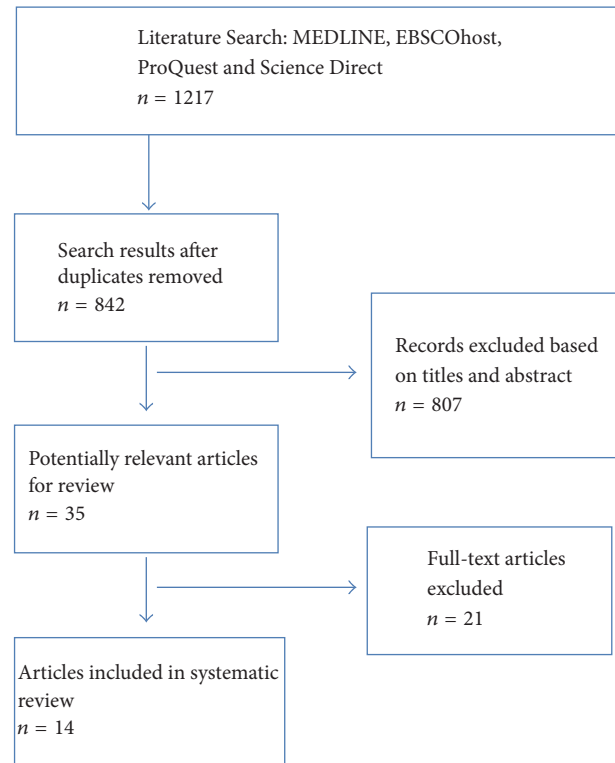 Literature Search: MEDLINE, EBSCOhost,
ProQuest and Science Direct
n = 1217
Search results after
duplicates removed
n = 842
Records excluded based
on titles and abstract
n = 807
Potentially relevant articles
for review
n = 35
Full-text articles
excluded
n = 21
Articles included in systematic
review
n = 14